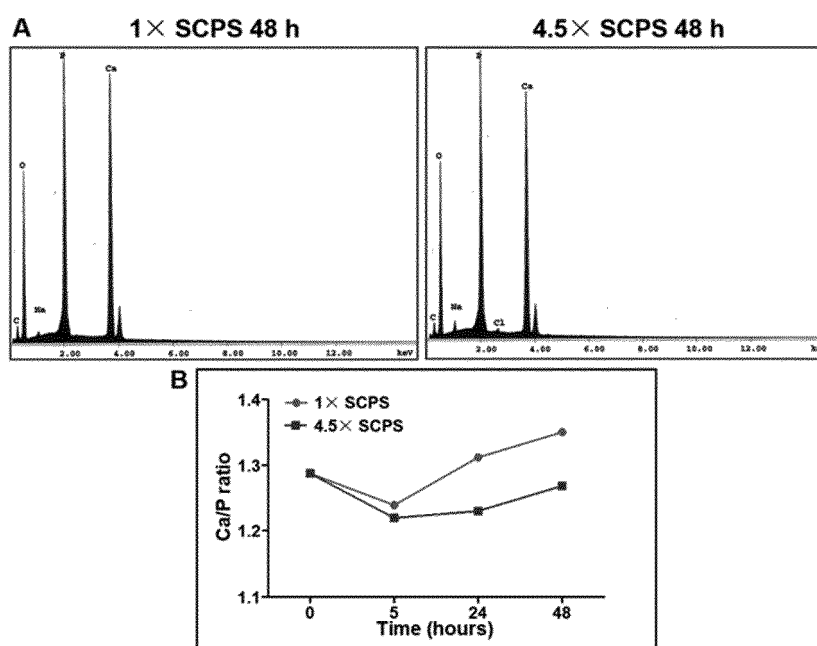 A
1× SCPS 48 h
4.5× SCPS 48 h
P
Ca
O
C
Na
2.00 4.00 6.00 8.00 10.00 12.00 keV
P
Ca
O
C
Na
Cl
2.00 4.00 6.00 8.00 10.00 12.00 k
B
1× SCPS
4.5× SCPS
Ca/P ratio
1.4
1.3
1.2
1.1
0 5 24 48
Time (hours)